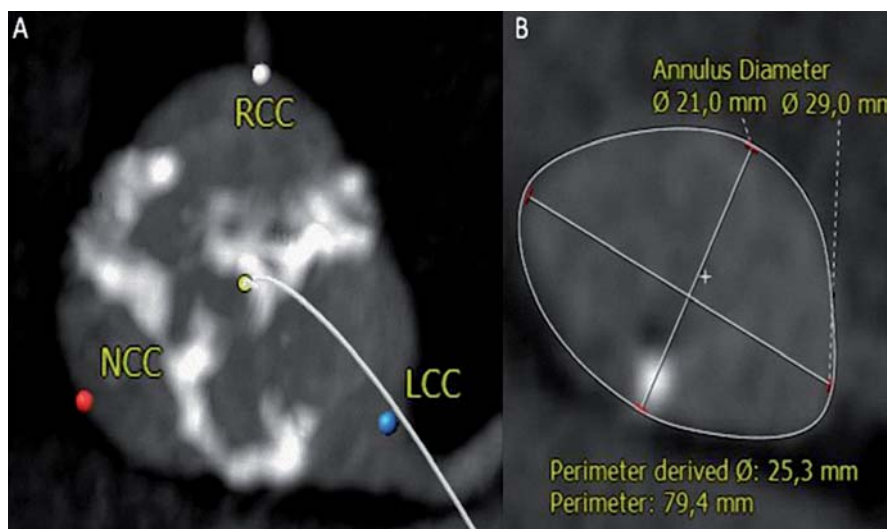 A
RCC
NCC
LCC
B
Annulus Diameter
Ø 21,0 mm Ø 29,0 mm
Perimeter derived Ø: 25,3 mm
Perimeter: 79,4 mm